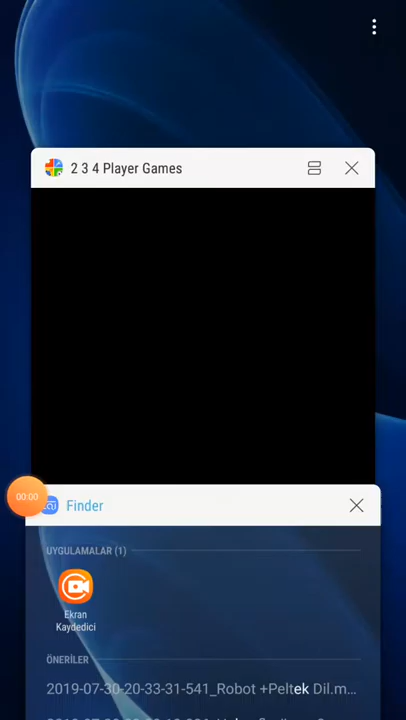 2 3 4 Player Games
00:00
Finder
UYGULAMALAR (1)
Ekran
Kaydedici
ÖNERİLER
2019-07-30-20-33-31-541_Robot +Peltek Dil.m...